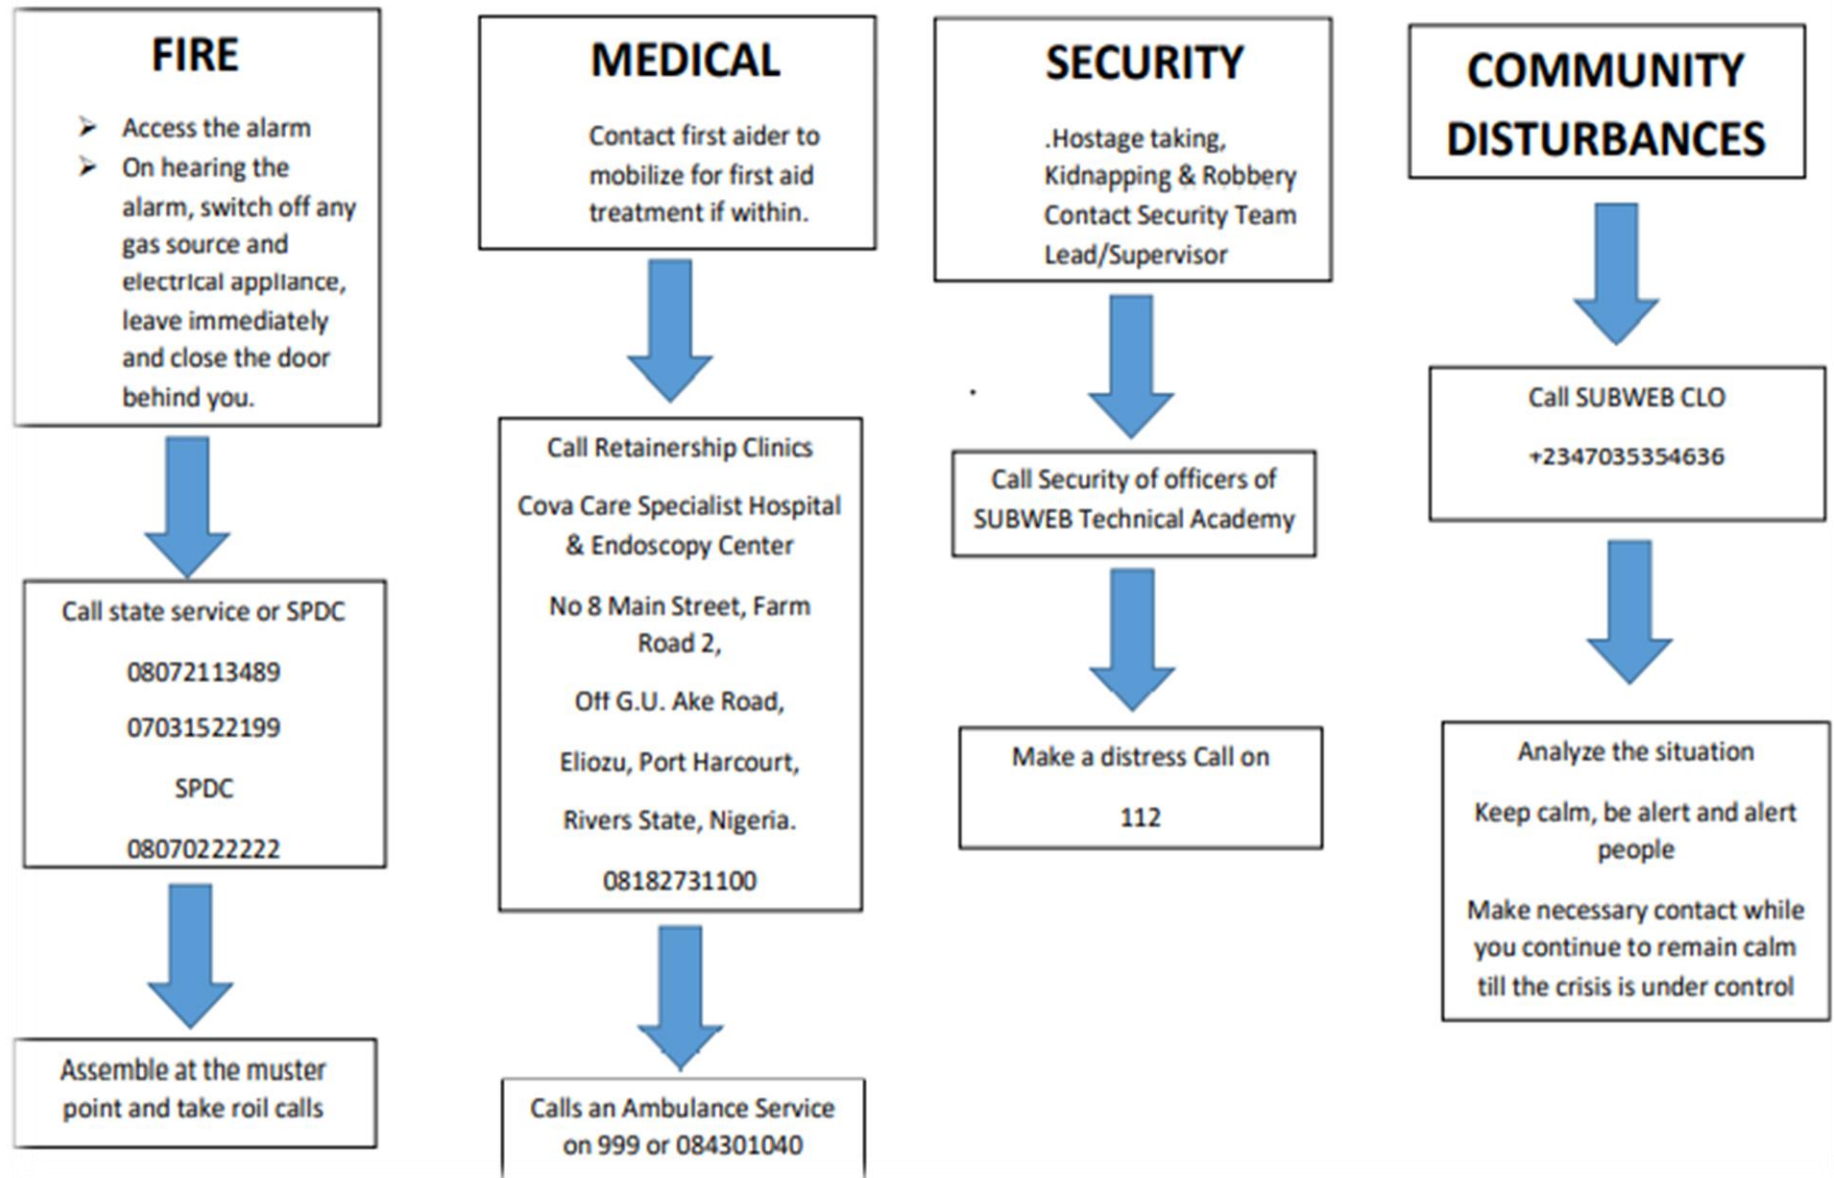 FIRE
➢ Access the alarm
➢ On hearing the
alarm, switch off any
gas source and
electrical appliance,
leave immediately
and close the door
behind you.
Call state service or SPDC
08072113489
07031522199
SPDC
08070222222
Assemble at the muster
point and take roil calls
MEDICAL
Contact first aider to
mobilize for first aid
treatment if within.
Call Retainership Clinics
Cova Care Specialist Hospital
& Endoscopy Center
No 8 Main Street, Farm
Road 2,
Off G.U. Ake Road,
Eliozu, Port Harcourt,
Rivers State, Nigeria.
08182731100
Calls an Ambulance Service
on 999 or 084301040
SECURITY
.Hostage taking,
Kidnapping & Robbery
Contact Security Team
Lead/Supervisor
.
Call Security of officers of
SUBWEB Technical Academy
Make a distress Call on
112
COMMUNITY
DISTURBANCES
Call SUBWEB CLO
+2347035354636
Analyze the situation
Keep calm, be alert and alert
people
Make necessary contact while
you continue to remain calm
till the crisis is under control